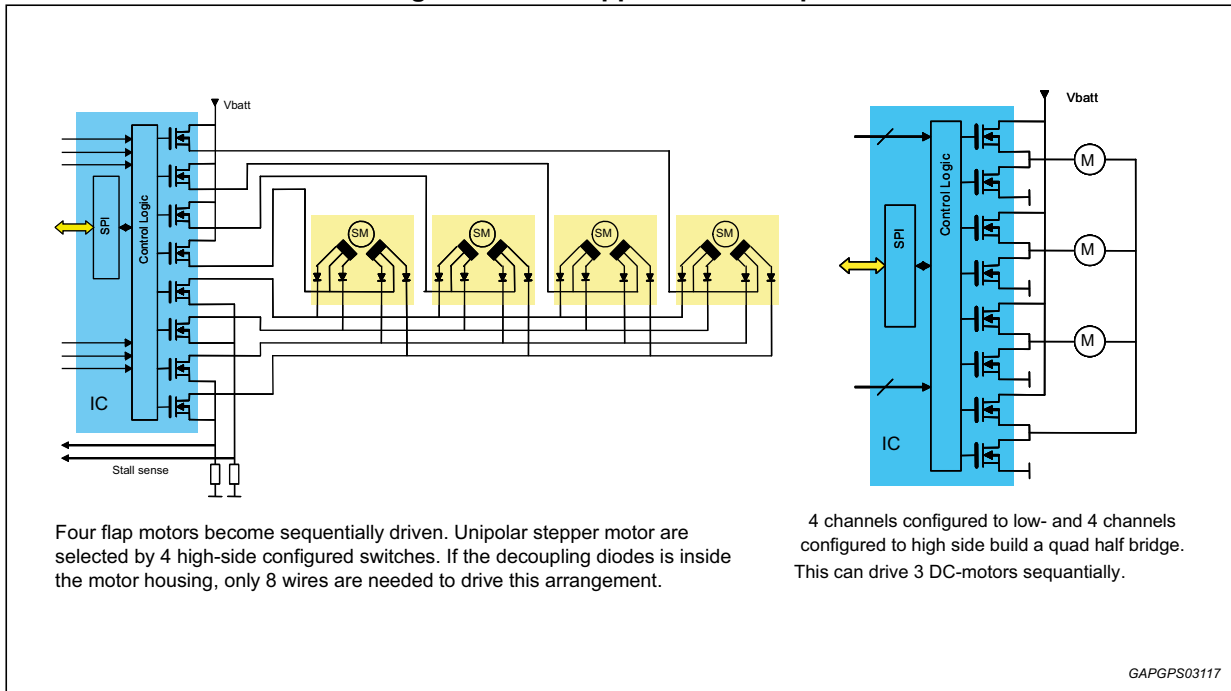 Vbatt
SPI
Control Logic
IC
Stall sense
SM
SM
SM
SM
Four flap motors become sequentially driven. Unipolar stepper motor are
selected by 4 high-side configured switches. If the decoupling diodes is inside
the motor housing, only 8 wires are needed to drive this arrangement.
Vbatt
SPI
Control Logic
IC
M
M
M
4 channels configured to low- and 4 channels
configured to high side build a quad half bridge.
This can drive 3 DC-motors sequantially.
GAPGPS03117